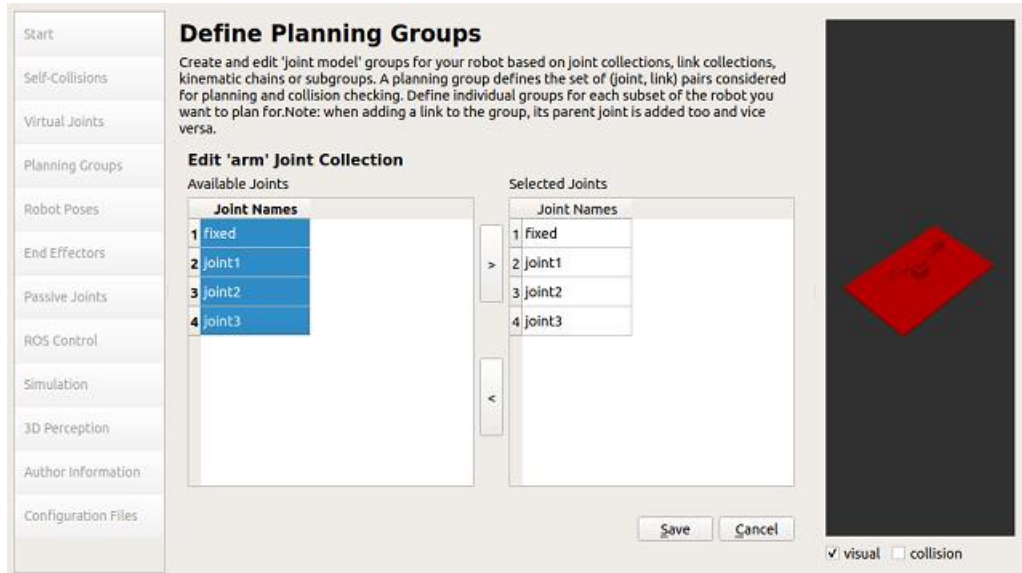 Start
Self-Collisions
Virtual Joints
Planning Groups
Robot Poses
End Effectors
Passive Joints
ROS Control
Simulation
3D Perception
Author Information
Configuration Files
Define Planning Groups
Create and edit 'joint model' groups for your robot based on joint collections, link collections,
kinematic chains or subgroups. A planning group defines the set of (joint, link) pairs considered
for planning and collision checking. Define individual groups for each subset of the robot you
want to plan for.Note: when adding a link to the group, its parent joint is added too and vice
versa.
Edit 'arm' Joint Collection
Available Joints
Joint Names
1 fixed
2 joint1
3 joint2
4 joint3
>
<
Selected Joints
Joint Names
1 fixed
2 joint1
3 joint2
4 joint3
Save
Cancel
visual
collision